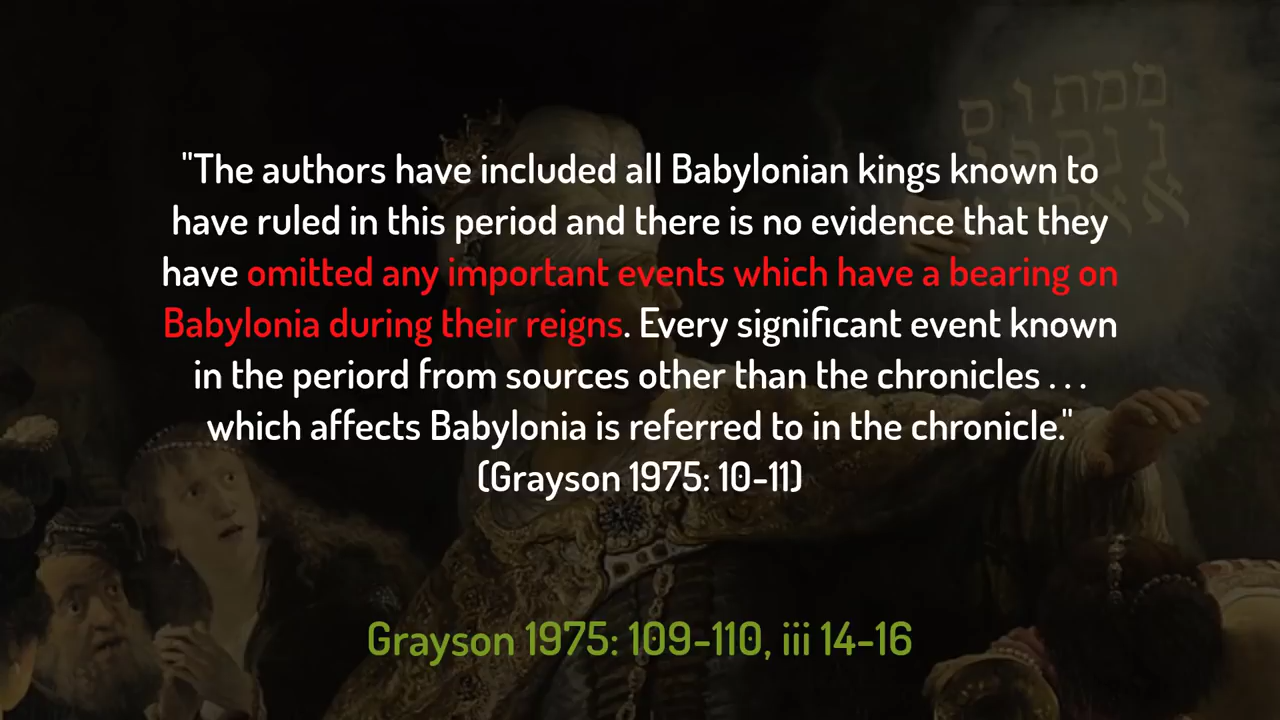 "The authors have included all Babylonian kings known to
have ruled in this period and there is no evidence that they
have omitted any important events which have a bearing on
Babylonia during their reigns. Every significant event known
in the periord from sources other than the chronicles . . .
which affects Babylonia is referred to in the chronicle."
(Grayson 1975: 10-11)
Grayson 1975: 109-110, iii 14-16